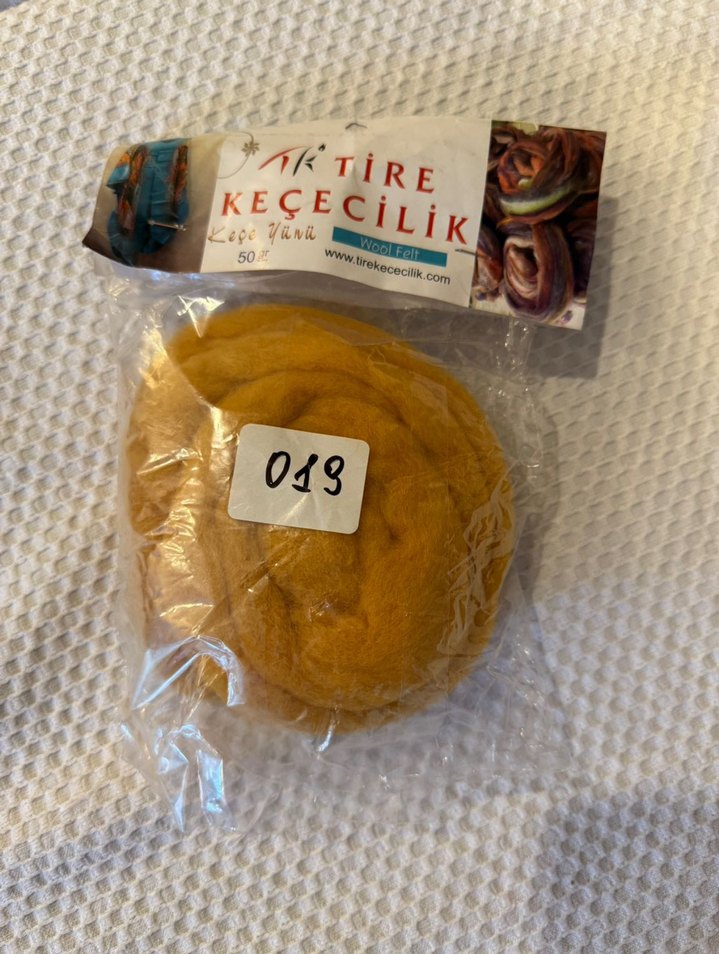 TK TİRE
KEÇECİLİK
Keçe Yünü
Wool Felt
50 gr
www.tirekececilik.com
019